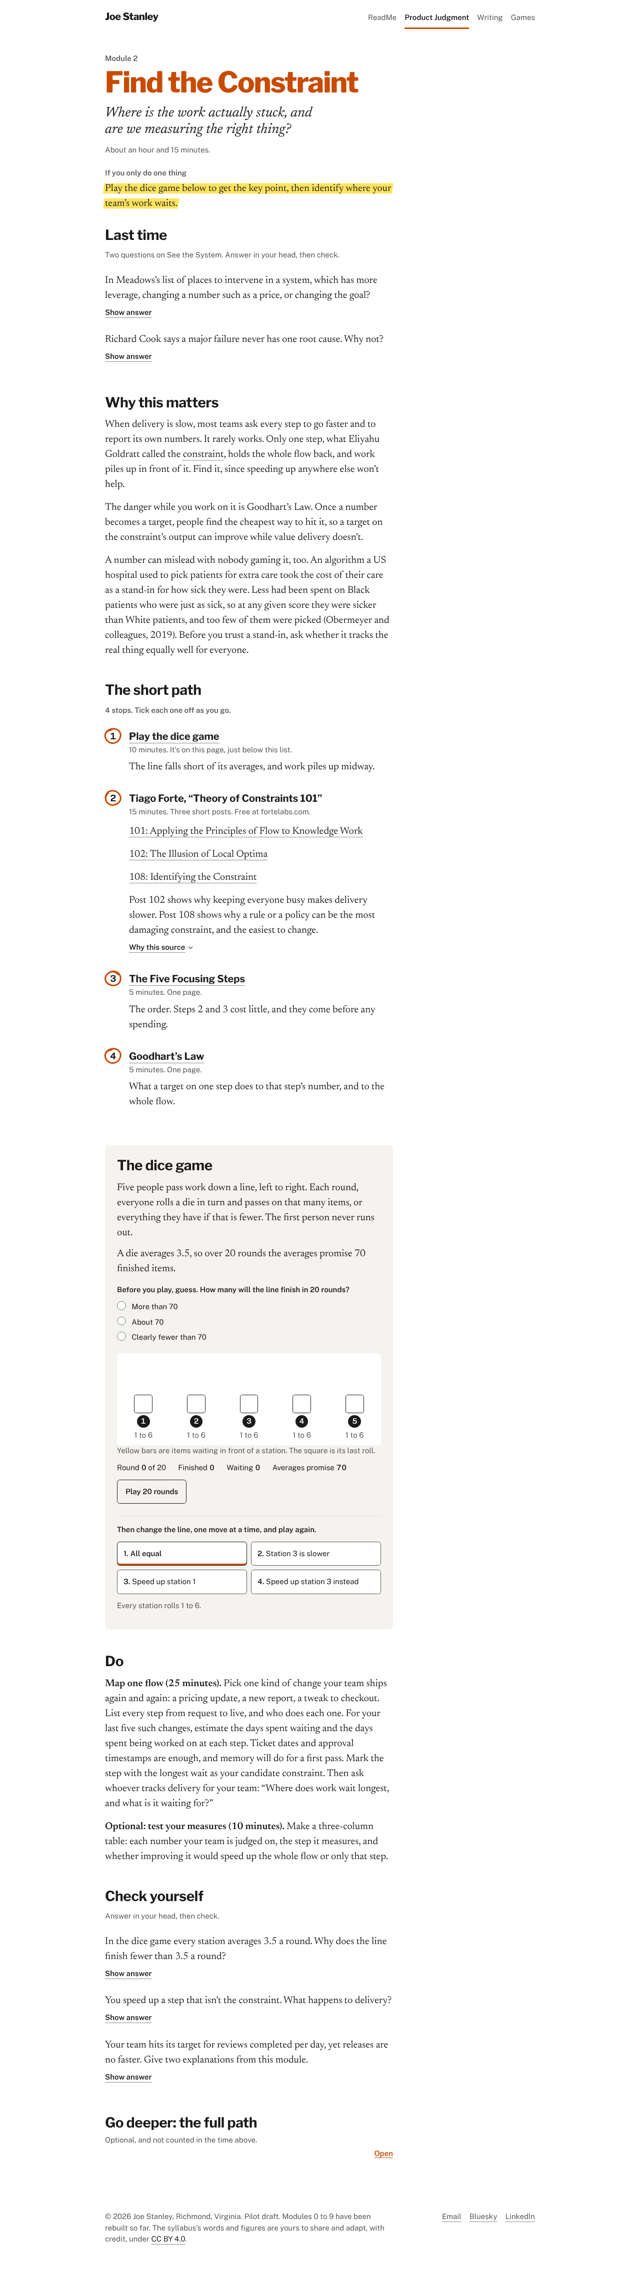 Joe Stanley
ReadMe Product Judgment Writing Games
Module 2
Find the Constraint
Where is the work actually stuck, and
are we measuring the right thing?
About an hour and 15 minutes.
If you only do one thing
Play the dice game below to get the key point, then identify where your
team's work waits.
Last time
Two questions on See the System. Answer in your head, then check.
In Meadows's list of places to intervene in a system, which has more
leverage, changing a number such as a price, or changing the goal?
Show answer
Richard Cook says a major failure never has one root cause. Why not?
Show answer
Why this matters
When delivery is slow, most teams ask every step to go faster and to
report its own numbers. It rarely works. Only one step, what Eliyahu
Goldratt called the constraint, holds the whole flow back, and work
piles up in front of it. Find it, since speeding up anywhere else won't
help.
The danger while you work on it is Goodhart's Law. Once a number
becomes a target, people find the cheapest way to hit it, so a target on
the constraint's output can improve while value delivery doesn't.
A number can mislead with nobody gaming it, too. An algorithm a US
hospital used to pick patients for extra care took the cost of their care
as a stand-in for how sick they were. Less had been spent on Black
patients who were just as sick, so at any given score they were sicker
than White patients, and too few of them were picked (Obermeyer and
colleagues, 2019). Before you trust a stand-in, ask whether it tracks the
real thing equally well for everyone.
The short path
4 stops. Tick each one off as you go.
1 Play the dice game
10 minutes. It's on this page, just below this list.
The line falls short of its averages, and work piles up midway.
2 Tiago Forte, “Theory of Constraints 101”
15 minutes. Three short posts. Free at fortelabs.com.
101: Applying the Principles of Flow to Knowledge Work
102: The Illusion of Local Optima
108: Identifying the Constraint
Post 102 shows why keeping everyone busy makes delivery
slower. Post 108 shows why a rule or a policy can be the most
damaging constraint, and the easiest to change.
Why this source
3 The Five Focusing Steps
5 minutes. One page.
The order. Steps 2 and 3 cost little, and they come before any
spending.
4 Goodhart's Law
5 minutes. One page.
What a target on one step does to that step's number, and to the
whole flow.
The dice game
Five people pass work down a line, left to right. Each round,
everyone rolls a die in turn and passes on that many items, or
everything they have if that is fewer. The first person never runs
out.
A die averages 3.5, so over 20 rounds the averages promise 70
finished items.
Before you play, guess. How many will the line finish in 20 rounds?
More than 70
About 70
Clearly fewer than 70
1 2 3 4 5
1 to 6 1 to 6 1 to 6 1 to 6 1 to 6
Yellow bars are items waiting in front of a station. The square is its last roll.
Round 0 of 20 Finished 0 Waiting 0 Averages promise 70
Play 20 rounds
Then change the line, one move at a time, and play again.
1. All equal
2. Station 3 is slower
3. Speed up station 1
4. Speed up station 3 instead
Every station rolls 1 to 6.
Do
Map one flow (25 minutes). Pick one kind of change your team ships
again and again: a pricing update, a new report, a tweak to checkout.
List every step from request to live, and who does each one. For your
last five such changes, estimate the days spent waiting and the days
spent being worked on at each step. Ticket dates and approval
timestamps are enough, and memory will do for a first pass. Mark the
step with the longest wait as your candidate constraint. Then ask
whoever tracks delivery for your team: “Where does work wait longest,
and what is it waiting for?”
Optional: test your measures (10 minutes). Make a three-column
table: each number your team is judged on, the step it measures, and
whether improving it would speed up the whole flow or only that step.
Check yourself
Answer in your head, then check.
In the dice game every station averages 3.5 a round. Why does the line
finish fewer than 3.5 a round?
Show answer
You speed up a step that isn't the constraint. What happens to delivery?
Show answer
Your team hits its target for reviews completed per day, yet releases are
no faster. Give two explanations from this module.
Show answer
Go deeper: the full path
Optional, and not counted in the time above.
Open
© 2026 Joe Stanley, Richmond, Virginia. Pilot draft. Modules 0 to 9 have been
rebuilt so far. The syllabus's words and figures are yours to share and adapt, with
credit, under CC BY 4.0.
Email Bluesky LinkedIn